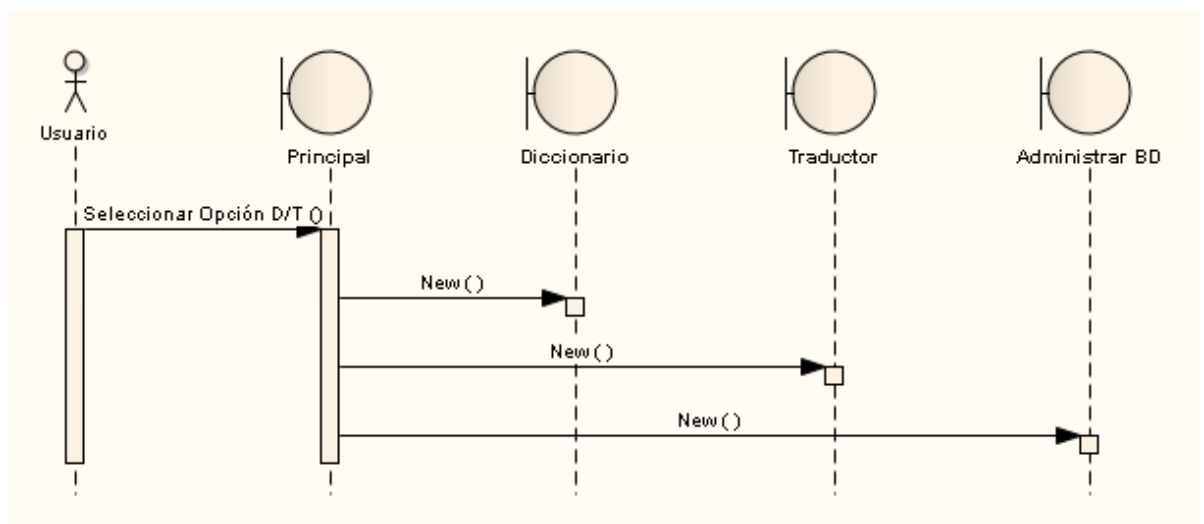 Usuario
Principal
Diccionario
Traductor
Administrar BD
Seleccionar Opción D/T ()
New ( )
New ( )
New ( )